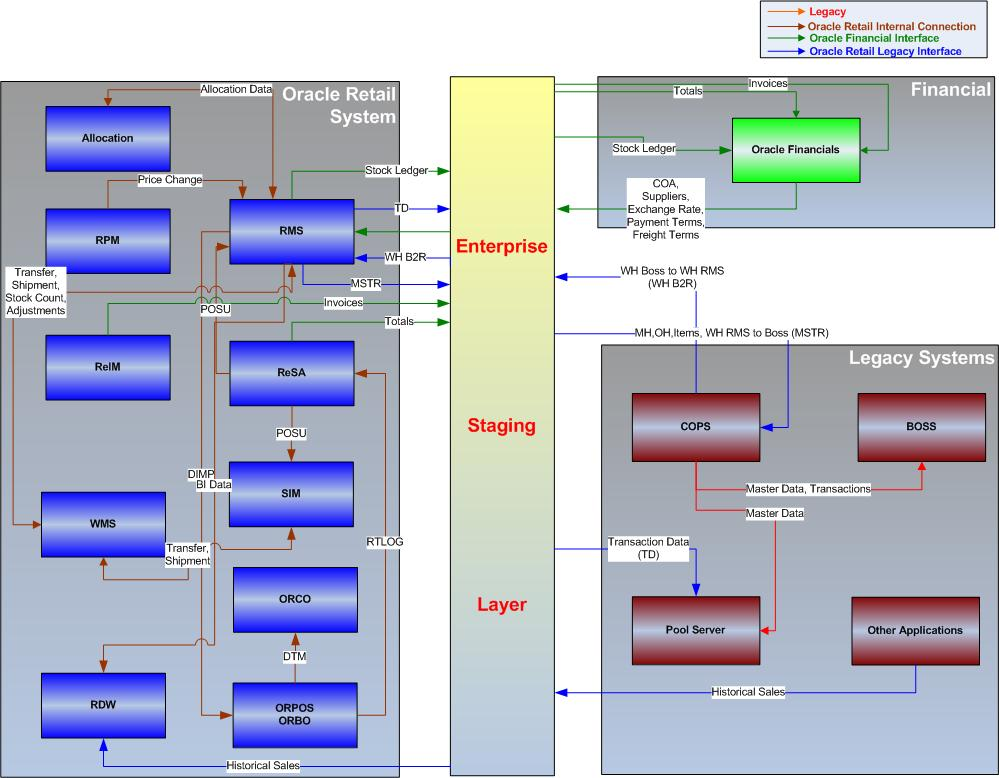 Legacy
Oracle Retail Internal Connection
Oracle Financial Interface
Oracle Retail Legacy Interface
Oracle Retail
System
Allocation Data
Allocation
Price Change
RPM
RMS
Stock Ledger
TD
WH B2R
MSTR
Transfer,
Shipment,
Stock Count,
Adjustments
POSU
Invoices
Totals
ReIM
ReSA
POSU
DIMP
BI Data
SIM
WMS
Transfer,
Shipment
RTLOG
ORCO
DTM
RDW
ORPOS
ORBO
Historical Sales
Enterprise
Staging
Layer
Financial
Invoices
Totals
Stock Ledger
Oracle Financials
COA,
Suppliers,
Exchange Rate,
Payment Terms,
Freight Terms
WH Boss to WH RMS
(WH B2R)
MH,OH,Items, WH RMS to Boss (MSTR)
Legacy Systems
COPS
BOSS
Master Data, Transactions
Master Data
Transaction Data
(TD)
Pool Server
Other Applications
Historical Sales